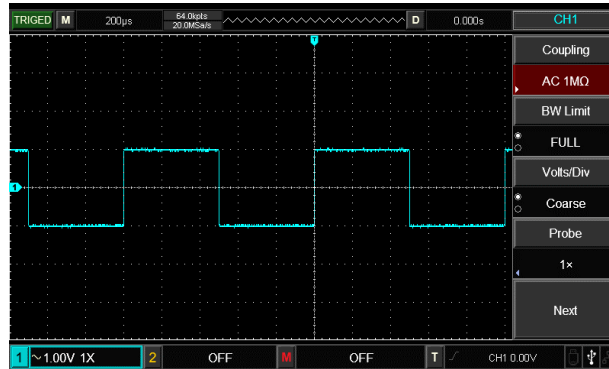 TRIGED M 200μs 64.0kpts D 0.000s CH1
20.0MSa/s
T
Coupling
AC 1MΩ
BW Limit
FULL
Volts/Div
1
Coarse
Probe
1×
Next
1 ~1.00V 1X 2 OFF M OFF T CH1 0.00V